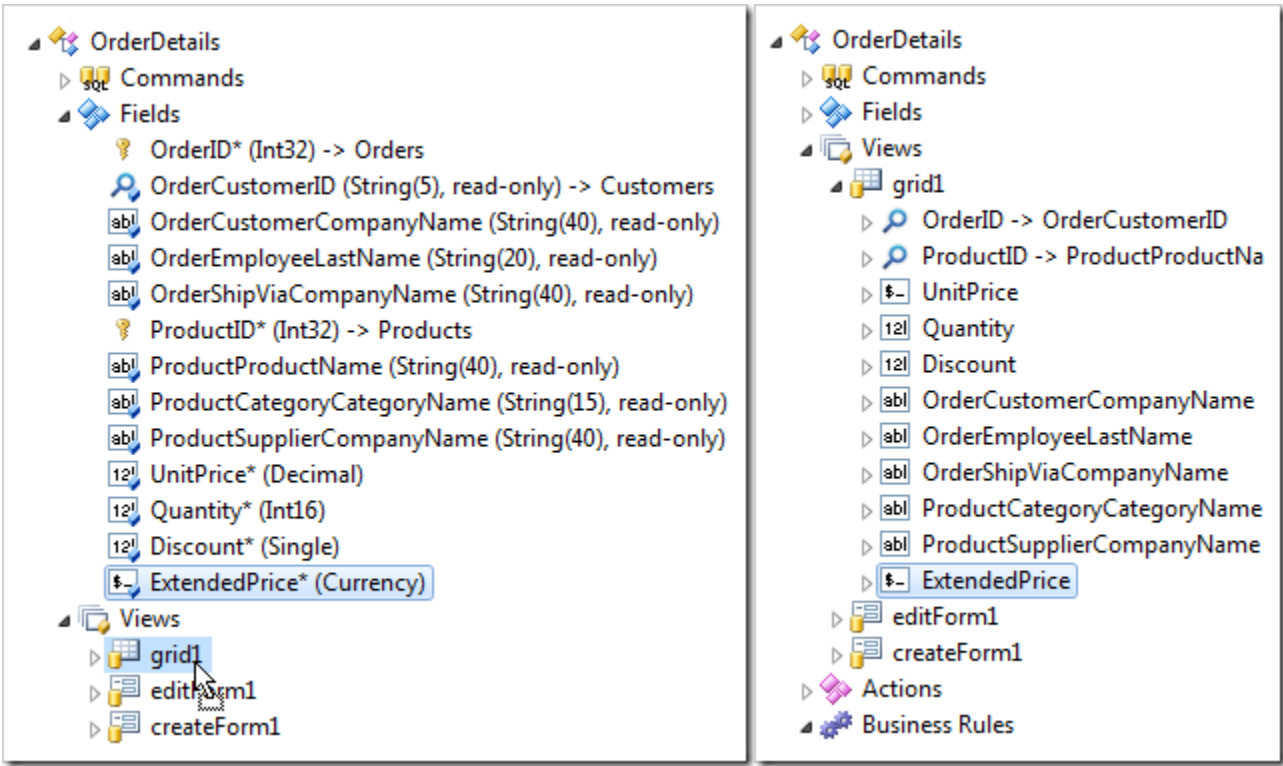 OrderDetails
Commands
Fields
OrderID* (Int32) -> Orders
OrderCustomerID (String(5), read-only) -> Customers
OrderCustomerCompanyName (String(40), read-only)
OrderEmployeeLastName (String(20), read-only)
OrderShipViaCompanyName (String(40), read-only)
ProductID* (Int32) -> Products
ProductProductName (String(40), read-only)
ProductCategoryCategoryName (String(15), read-only)
ProductSupplierCompanyName (String(40), read-only)
UnitPrice* (Decimal)
Quantity* (Int16)
Discount* (Single)
ExtendedPrice* (Currency)
Views
grid1
editForm1
createForm1
OrderDetails
Commands
Fields
Views
grid1
OrderID -> OrderCustomerID
ProductID -> ProductProductNa
UnitPrice
Quantity
Discount
OrderCustomerCompanyName
OrderEmployeeLastName
OrderShipViaCompanyName
ProductCategoryCategoryName
ProductSupplierCompanyName
ExtendedPrice
editForm1
createForm1
Actions
Business Rules